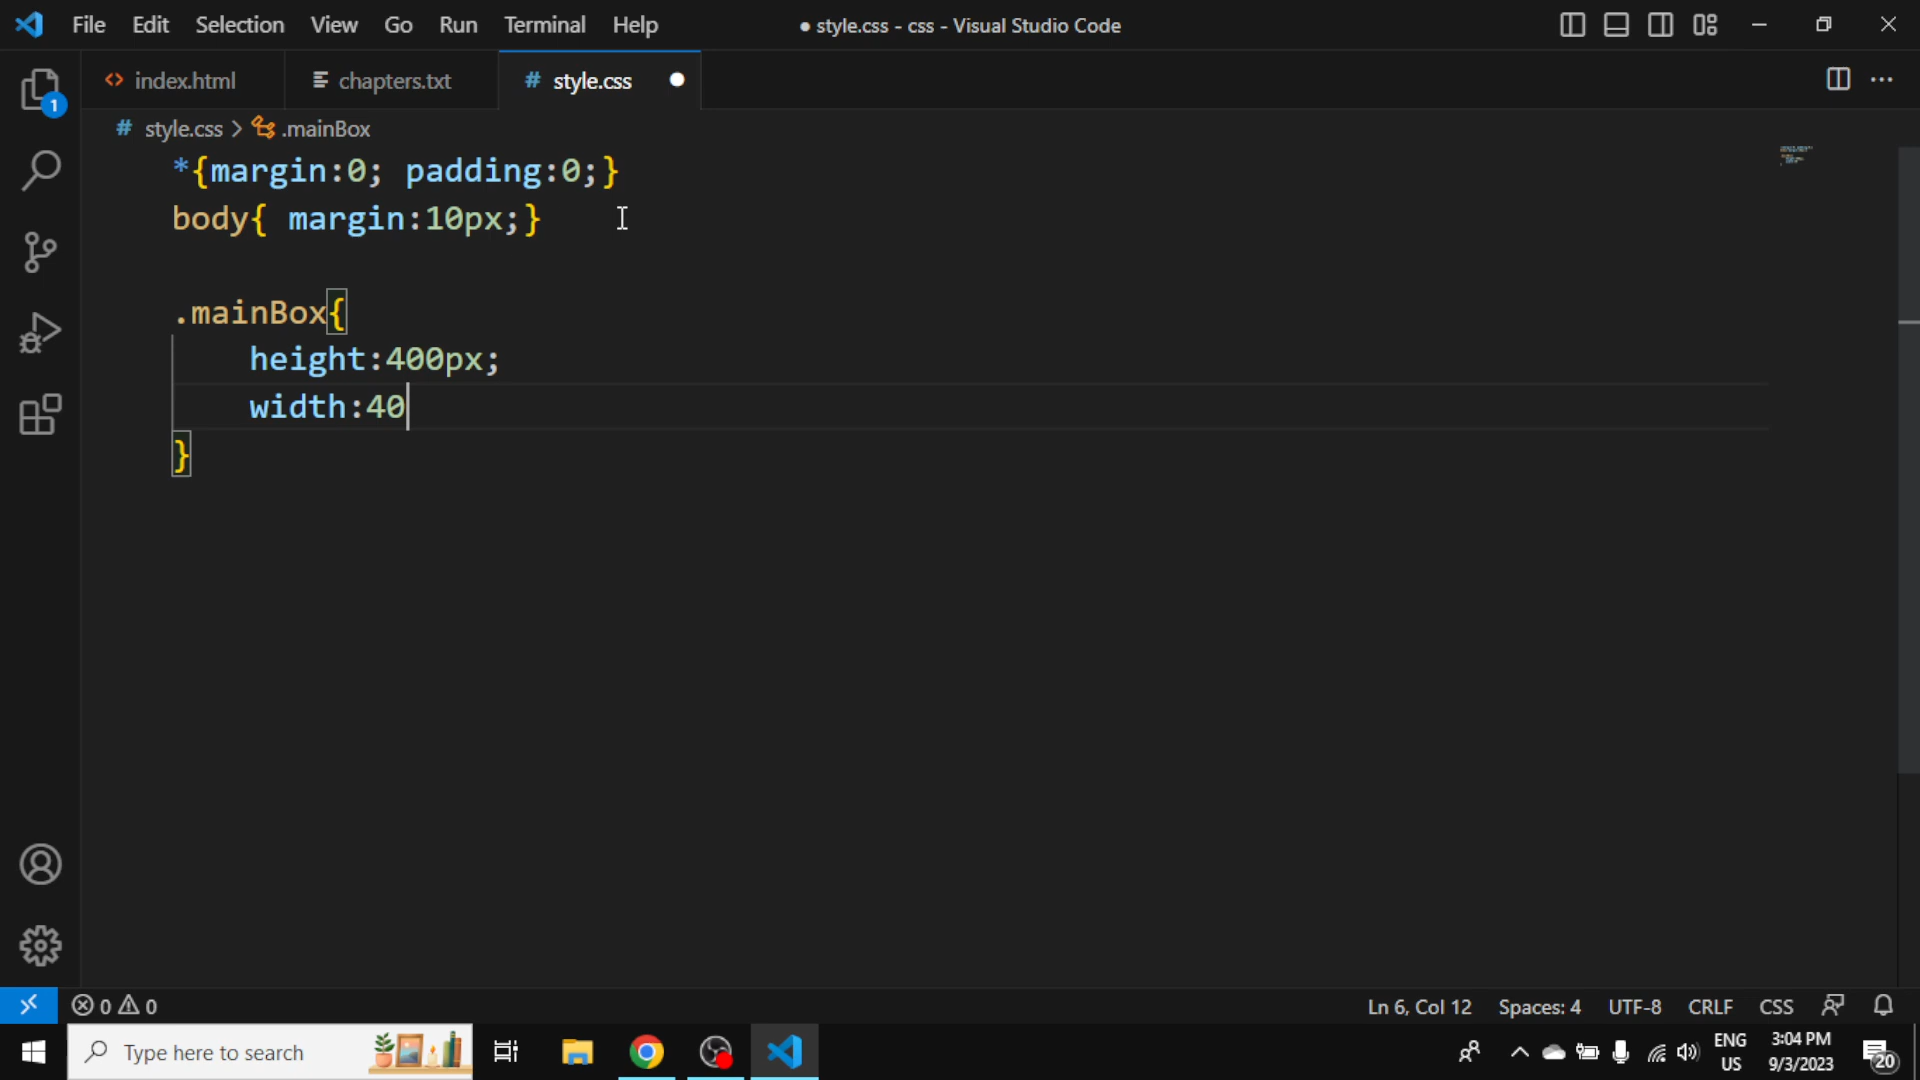 File Edit Selection View Go Run Terminal Help ● style.css - css - Visual Studio Code
index.html chapters.txt # style.css ●
1
# style.css > .mainBox
*{margin:0; padding:0;}
body{ margin:10px;}
.mainBox{
height:400px;
width:40
}
0 0 Ln 6, Col 12 Spaces: 4 UTF-8 CRLF CSS
Type here to search ENG 3:04 PM
US 9/3/2023 20